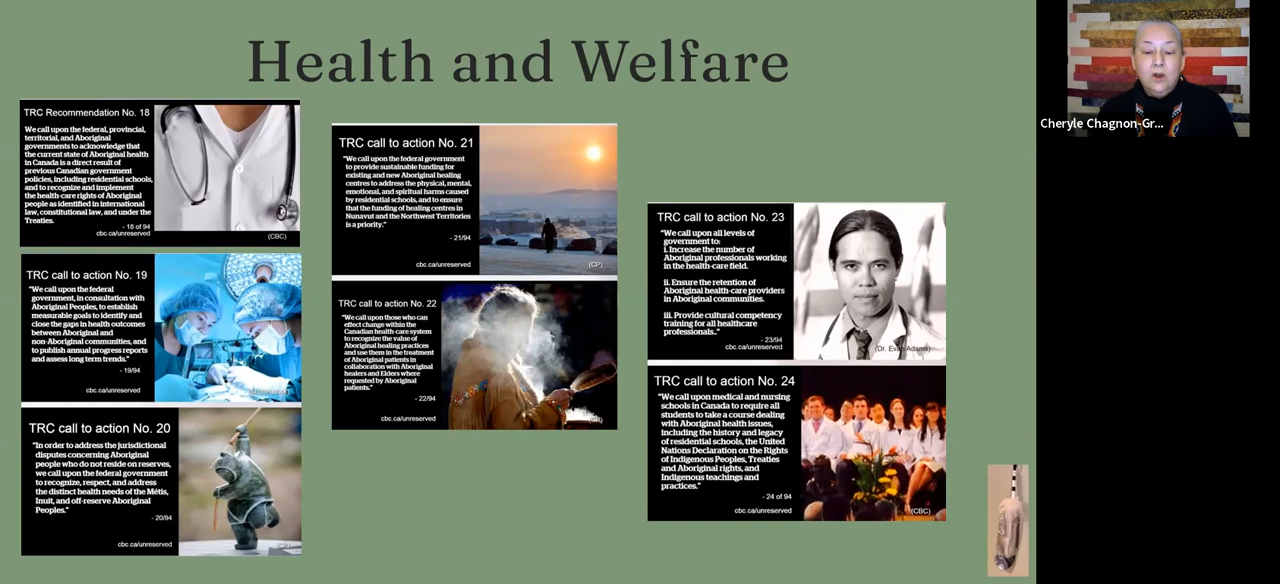 Health and Welfare
TRC Recommendation No. 18
We call upon the federal, provincial,
territorial, and Aboriginal
governments to acknowledge that
the current state of Aboriginal health
in Canada is a direct result of
previous Canadian government
policies, including residential schools,
and to recognize and implement
the health-care rights of Aboriginal
people as identified in international
law, constitutional law, and under the
Treaties.
- 18 of 94
cbc.ca/unreserved
(CBC)
TRC call to action No. 19
"We call upon the federal
government, in consultation with
Aboriginal Peoples, to establish
measurable goals to identify and
close the gaps in health outcomes
between Aboriginal and
non-Aboriginal communities, and
to publish annual progress reports
and assess long term trends."
- 19/94
cbc.ca/unreserved
TRC call to action No. 20
"In order to address the jurisdictional
disputes concerning Aboriginal
people who do not reside on reserves,
we call upon the federal government
to recognize, respect, and address
the distinct health needs of the Métis,
Inuit, and off-reserve Aboriginal
Peoples."
- 20/94
cbc.ca/unreserved
TRC call to action No. 21
"We call upon the federal government
to provide sustainable funding for
existing and new Aboriginal healing
centres to address the physical, mental,
emotional, and spiritual harms caused
by residential schools, and to ensure
that the funding of healing centres in
Nunavut and the Northwest Territories
is a priority."
- 21/94
cbc.ca/unreserved
(CP)
TRC call to action No. 22
"We call upon those who can
effect change within the
Canadian health-care system
to recognize the value of
Aboriginal healing practices
and use them in the treatment
of Aboriginal patients in
collaboration with Aboriginal
healers and Elders where
requested by Aboriginal
patients."
- 22/94
cbc.ca/unreserved
TRC call to action No. 23
"We call upon all levels of
government to:
i. Increase the number of
Aboriginal professionals working
in the health-care field.
ii. Ensure the retention of
Aboriginal health-care providers
in Aboriginal communities.
iii. Provide cultural competency
training for all healthcare
professionals."
- 23/94
cbc.ca/unreserved
(Dr. Evan Adams)
TRC call to action No. 24
"We call upon medical and nursing
schools in Canada to require all
students to take a course dealing
with Aboriginal health issues,
including the history and legacy
of residential schools, the United
Nations Declaration on the Rights
of Indigenous Peoples, Treaties
and Aboriginal rights, and
Indigenous teachings and
practices."
- 24 of 94
cbc.ca/unreserved
(CBC)
Cheryle Chagnon-Gr...